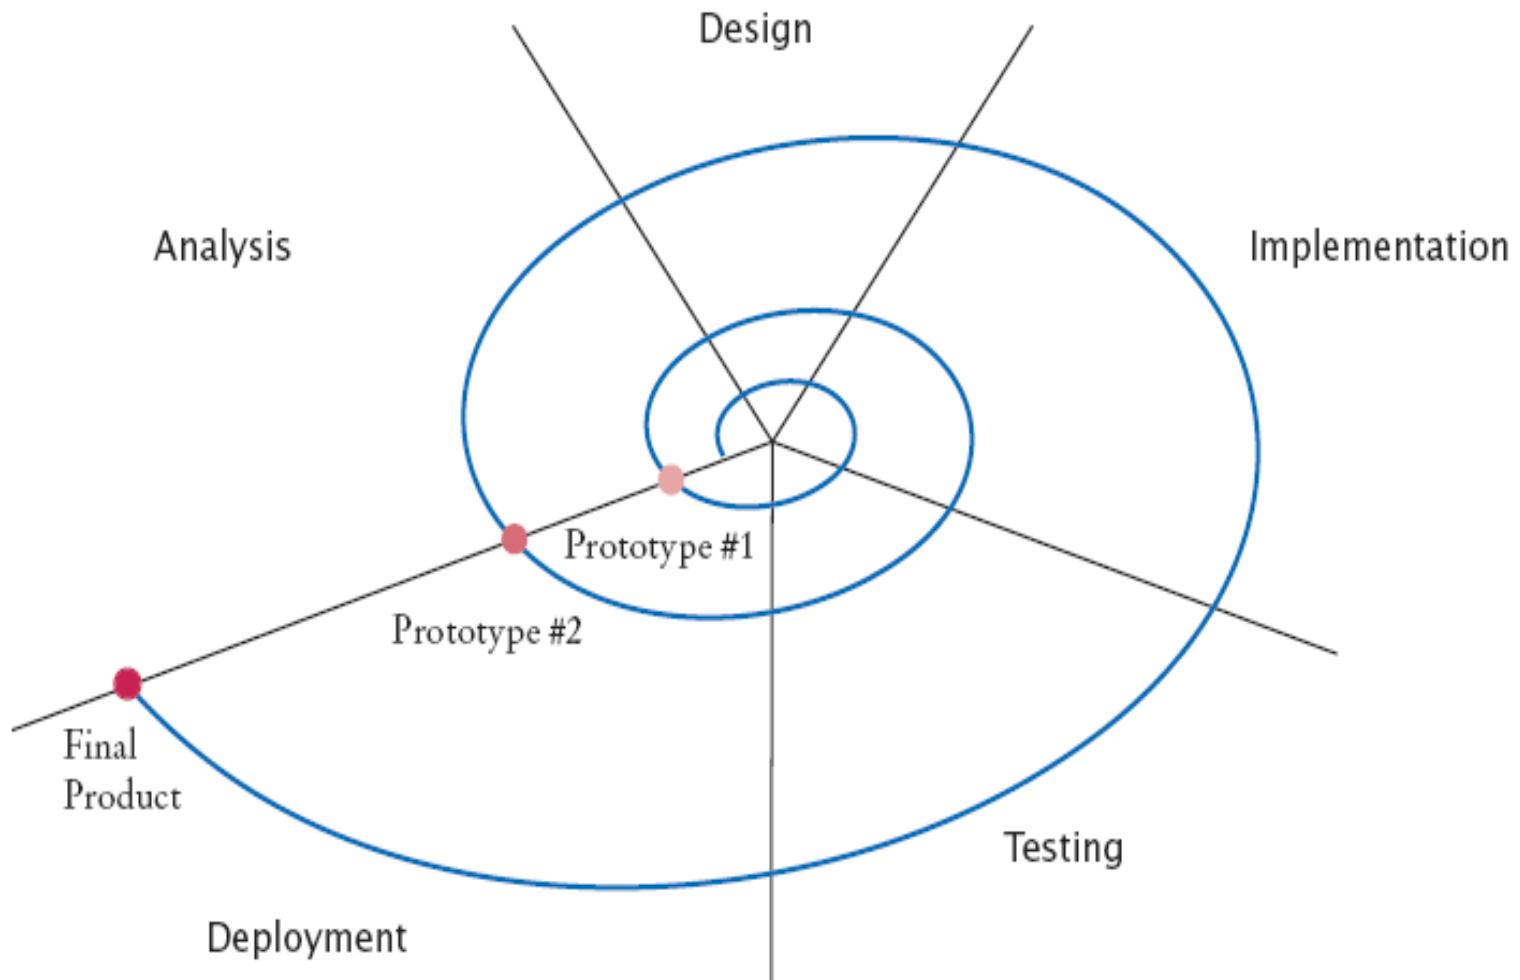 Design
Analysis
Implementation
Prototype #1
Prototype #2
Final
Product
Testing
Deployment